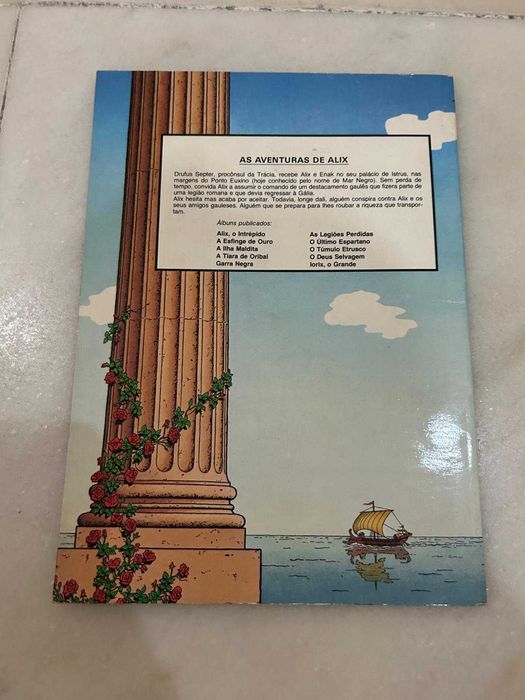 AS AVENTURAS DE ALIX
Drufus Septer, procônsul da Trácia, recebe Alix e Enak no seu palácio de Istrus, nas
margens do Ponto Euxino (hoje conhecido pelo nome de Mar Negro). Sem perda de
tempo, convida Alix a assumir o comando de um destacamento gaulês que fizera parte de
uma legião romana e que devia regressar à Gália.
Alix hesita mas acaba por aceitar. Todavia, longe dali, alguém conspira contra Alix e os
seus amigos gauleses. Alguém que se prepara para lhes roubar a riqueza que transpor-
tam.
Álbuns publicados:
Alix, o Intrépido
A Esfinge de Ouro
A Ilha Maldita
A Tiara de Oribal
Garra Negra
As Legiões Perdidas
O Último Espartano
O Túmulo Etrusco
O Deus Selvagem
Iorix, o Grande